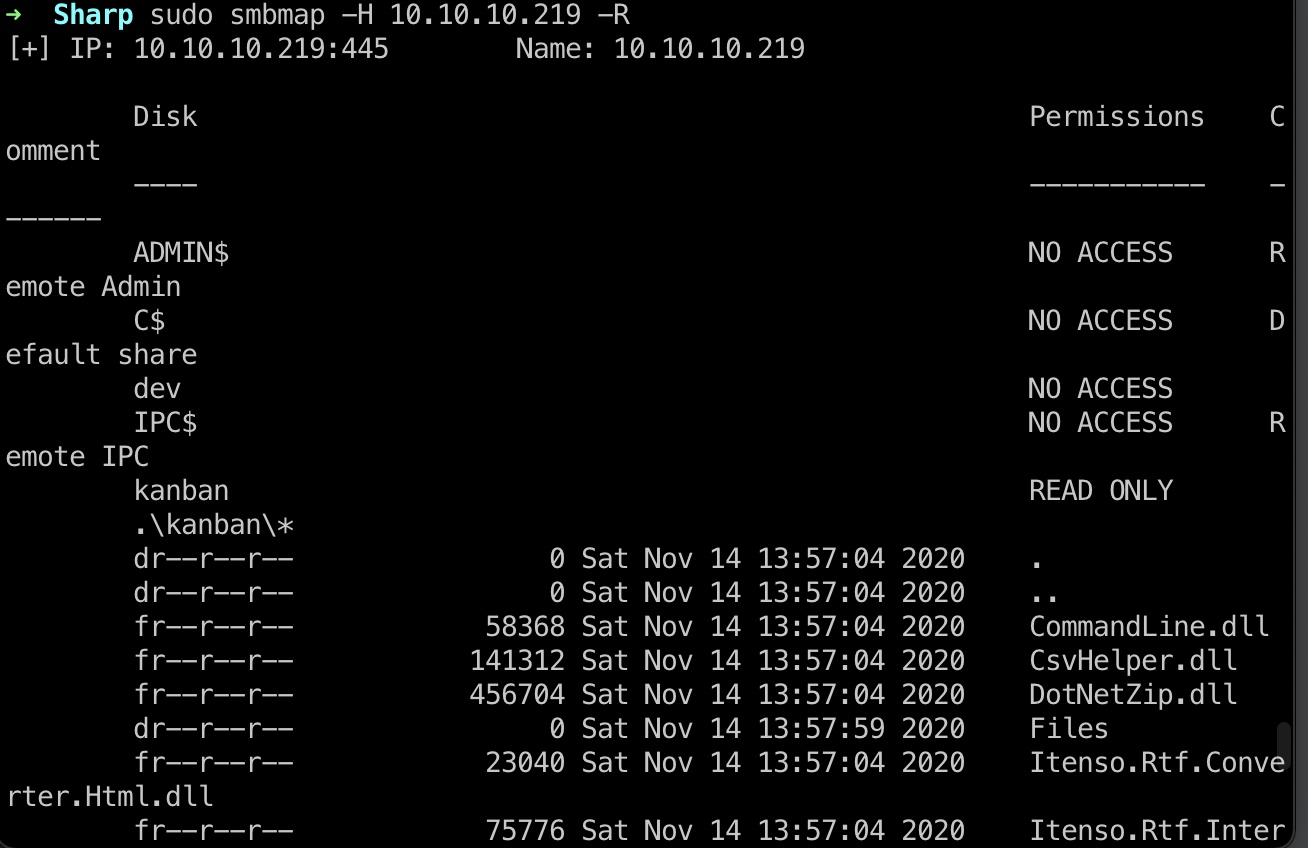 →  Sharp sudo smbmap -H 10.10.10.219 -R
[+] IP: 10.10.10.219:445        Name: 10.10.10.219
        Disk                                                    Permissions    C
omment
        ----                                                    -----------    -
------
        ADMIN$                                                  NO ACCESS      R
emote Admin
        C$                                                      NO ACCESS      D
efault share
        dev                                                     NO ACCESS
        IPC$                                                    NO ACCESS      R
emote IPC
        kanban                                                  READ ONLY
        .\kanban\*
        dr--r--r--                0 Sat Nov 14 13:57:04 2020    .
        dr--r--r--                0 Sat Nov 14 13:57:04 2020    ..
        fr--r--r--            58368 Sat Nov 14 13:57:04 2020    CommandLine.dll
        fr--r--r--           141312 Sat Nov 14 13:57:04 2020    CsvHelper.dll
        fr--r--r--           456704 Sat Nov 14 13:57:04 2020    DotNetZip.dll
        dr--r--r--                0 Sat Nov 14 13:57:59 2020    Files
        fr--r--r--            23040 Sat Nov 14 13:57:04 2020    Itenso.Rtf.Conve
rter.Html.dll
        fr--r--r--            75776 Sat Nov 14 13:57:04 2020    Itenso.Rtf.Inter